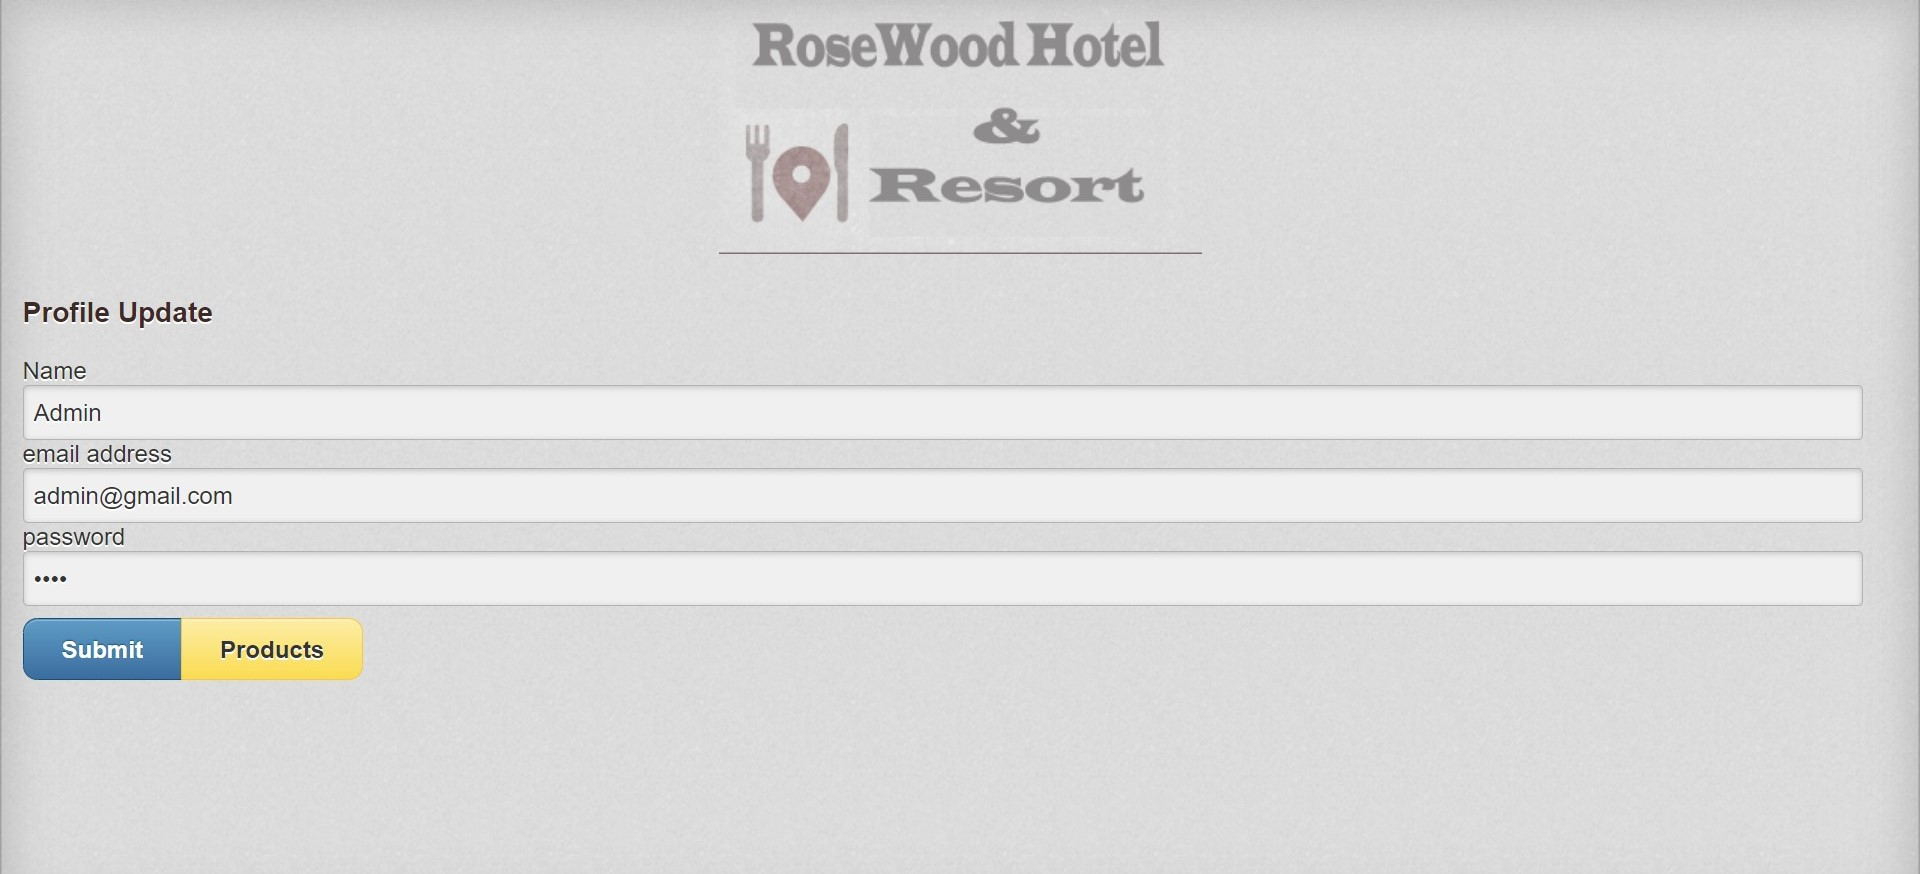 RoseWood Hotel
&
Resort
Profile Update
Name
Admin
email address
admin@gmail.com
password
••••
Submit
Products